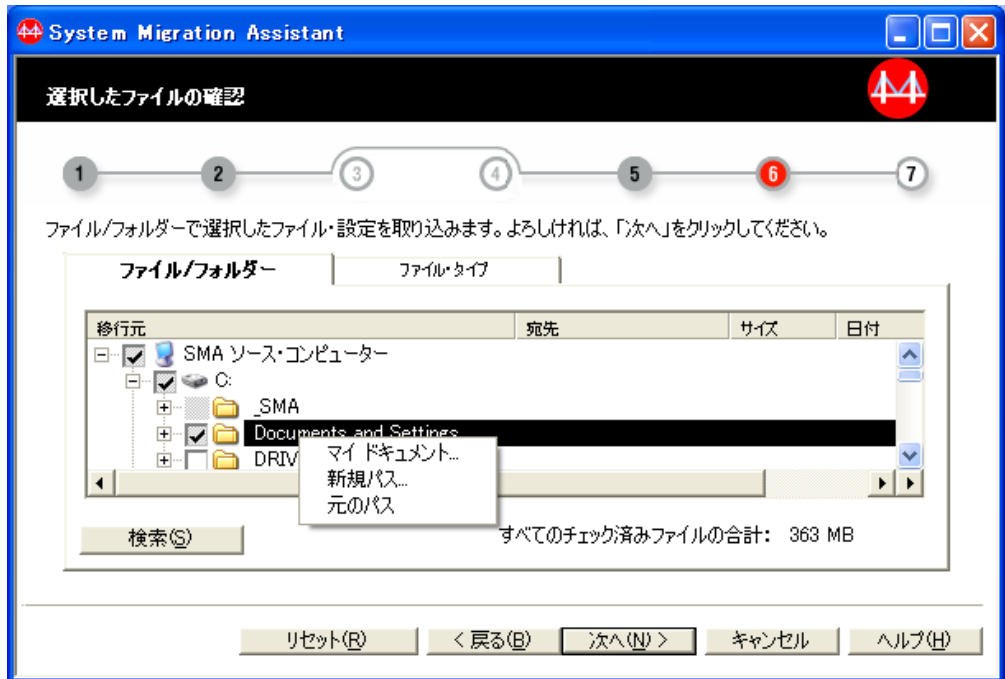 System Migration Assistant
選択したファイルの確認
1 2 3 4 5 6 7
ファイル/フォルダーで選択したファイル・設定を取り込みます。よろしければ、「次へ」をクリックしてください。
ファイル/フォルダー ファイル・タイプ
移行元 宛先 サイズ 日付
SMA ソース・コンピューター
C:
_SMA
Documents and Settings
DRIV
マイ ドキュメント...
新規パス...
元のパス
検索(S) すべてのチェック済みファイルの合計: 363 MB
リセット(R) < 戻る(B) 次へ(N) > キャンセル ヘルプ(H)